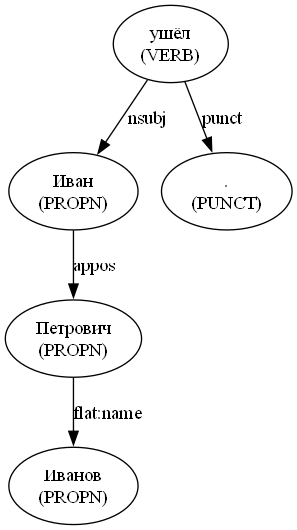 ушёл
(VERB)
nsubj
punct
Иван
(PROPN)
.
(PUNCT)
appos
Петрович
(PROPN)
flat:name
Иванов
(PROPN)